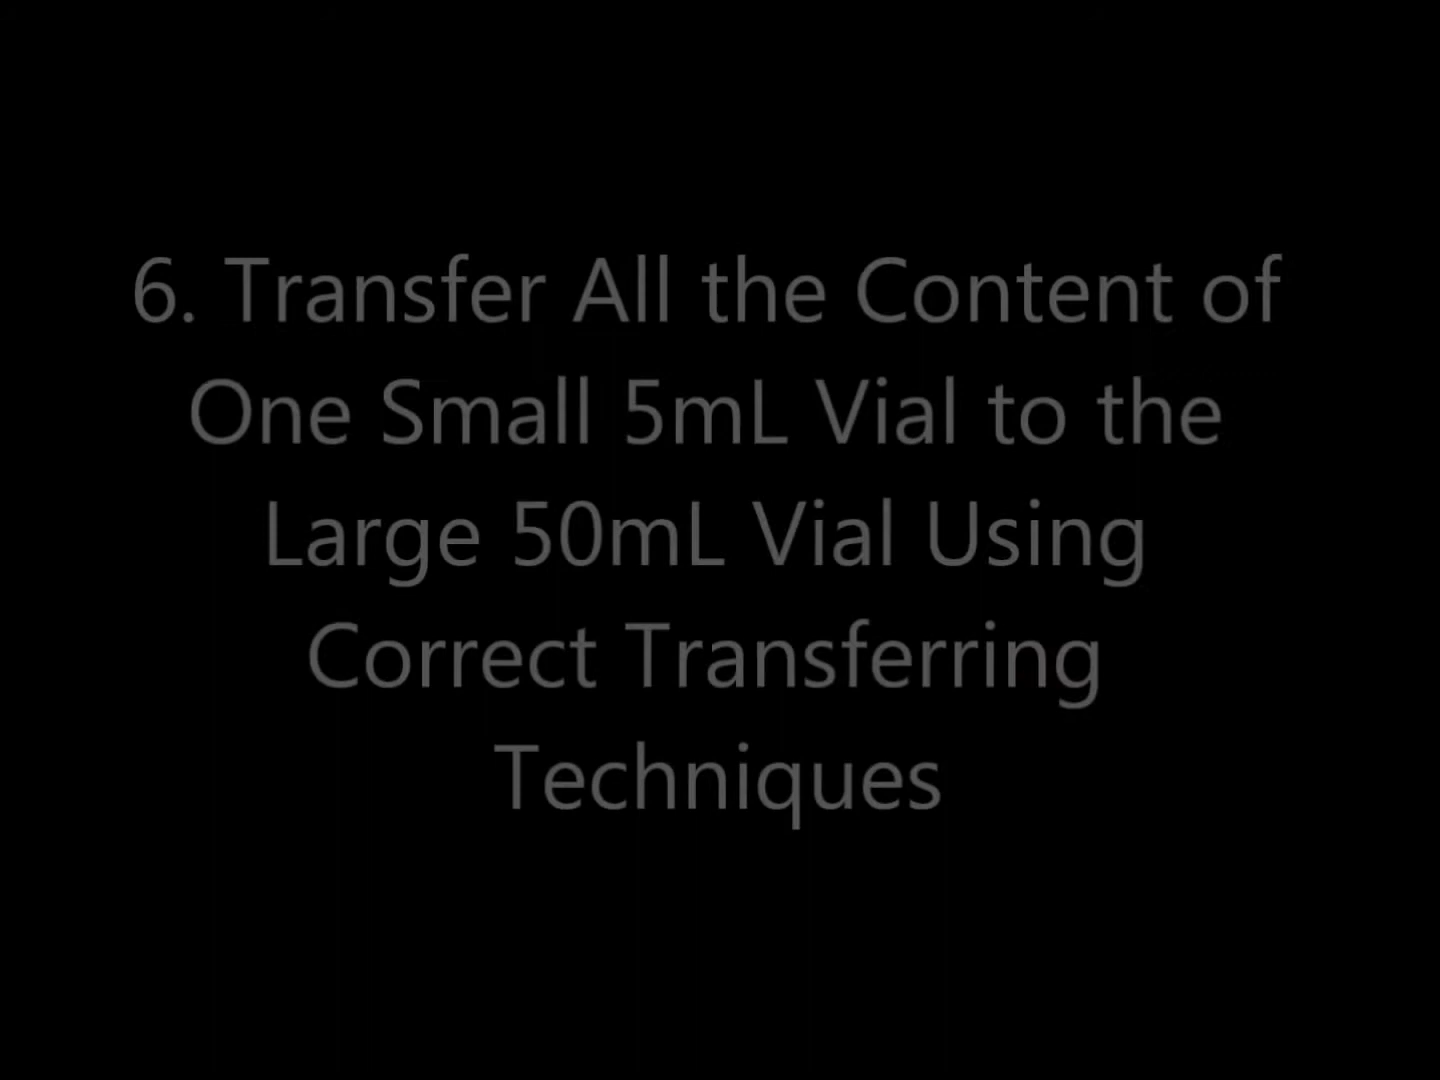 6. Transfer All the Content of
One Small 5mL Vial to the
Large 50mL Vial Using
Correct Transferring
Techniques